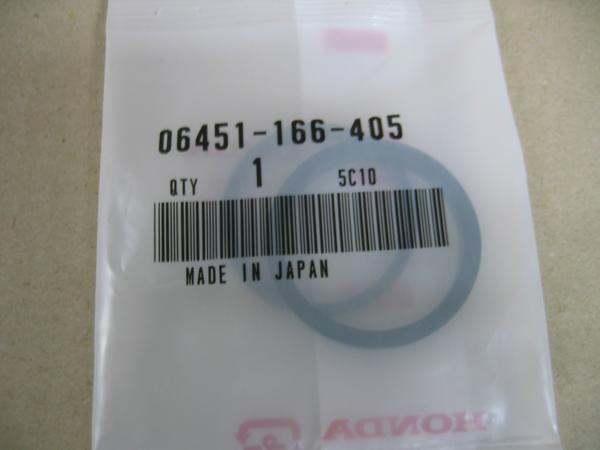 06451-166-405
QTY 1 5C10
MADE IN JAPAN
HONDA